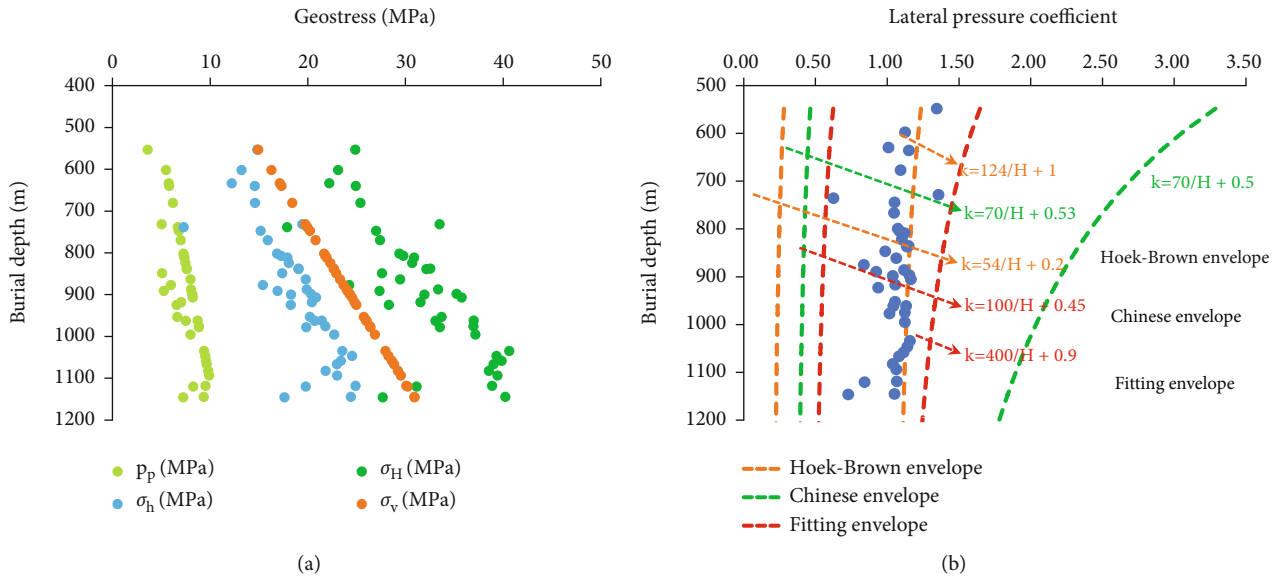 Geostress (MPa)
0 10 20 30 40 50
400
500
600
700
800
900
1000
1100
1200
Burial depth (m)
p_p (MPa)
σ_H (MPa)
σ_h (MPa)
σ_v (MPa)
(a)
Lateral pressure coefficient
0.00 0.50 1.00 1.50 2.00 2.50 3.00 3.50
500
600
700
800
900
1000
1100
1200
Burial depth (m)
k=124/H + 1
k=70/H + 0.5
k=70/H + 0.53
Hoek-Brown envelope
k=54/H + 0.2
k=100/H + 0.45
Chinese envelope
k=400/H + 0.9
Fitting envelope
Hoek-Brown envelope
Chinese envelope
Fitting envelope
(b)